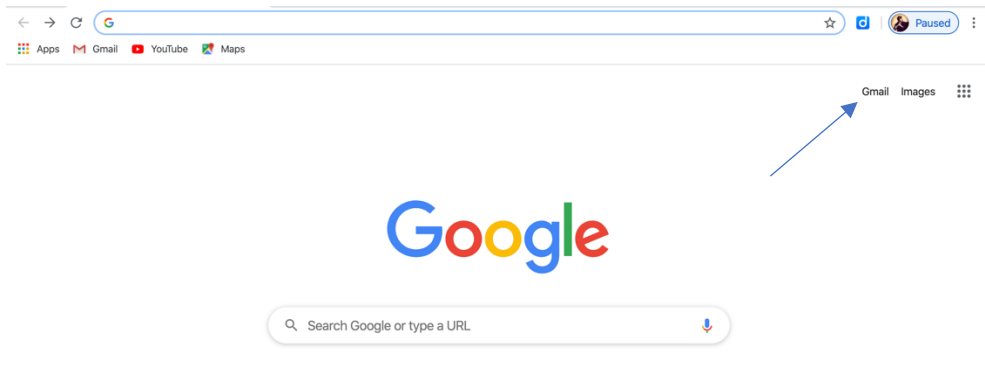 Paused
Apps Gmail YouTube Maps
Gmail Images
Google
Search Google or type a URL